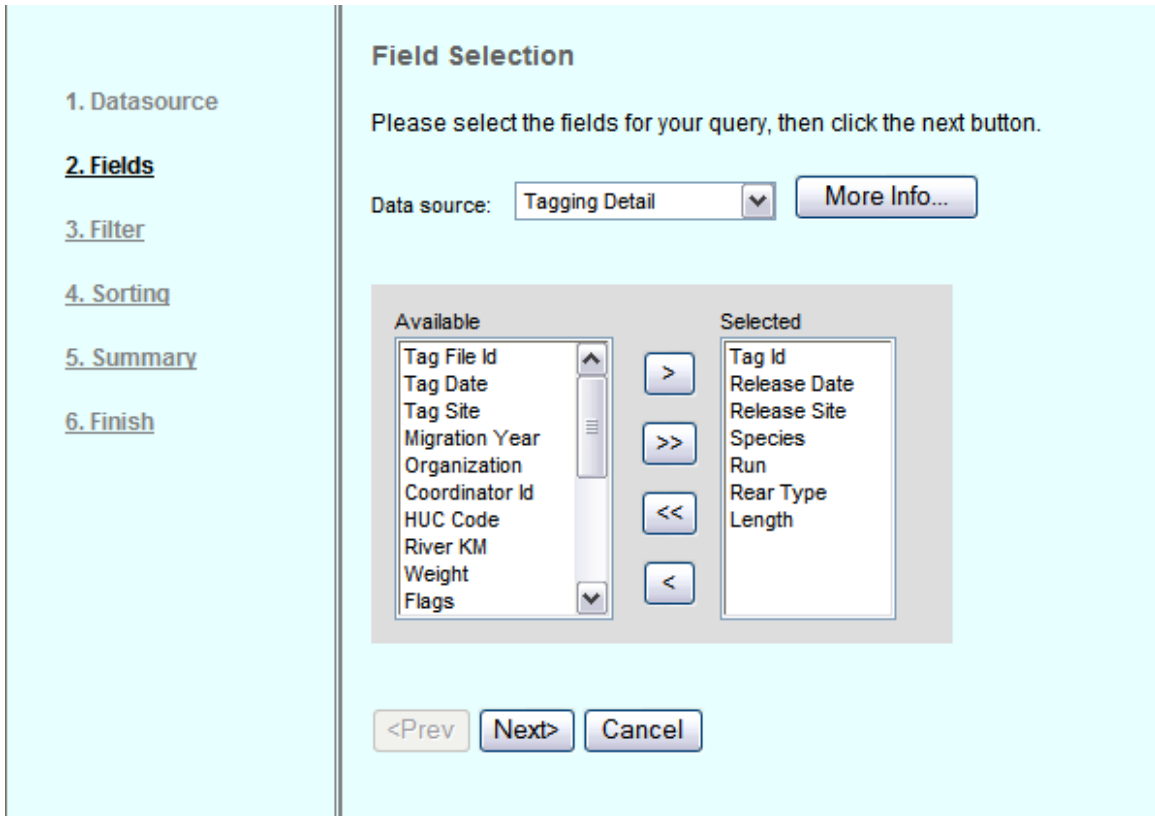 1. Datasource
2. Fields
3. Filter
4. Sorting
5. Summary
6. Finish
Field Selection
Please select the fields for your query, then click the next button.
Data source: Tagging Detail More Info...
Available
Tag File Id
Tag Date
Tag Site
Migration Year
Organization
Coordinator Id
HUC Code
River KM
Weight
Flags
>
>>
<<
<
Selected
Tag Id
Release Date
Release Site
Species
Run
Rear Type
Length
<Prev Next> Cancel